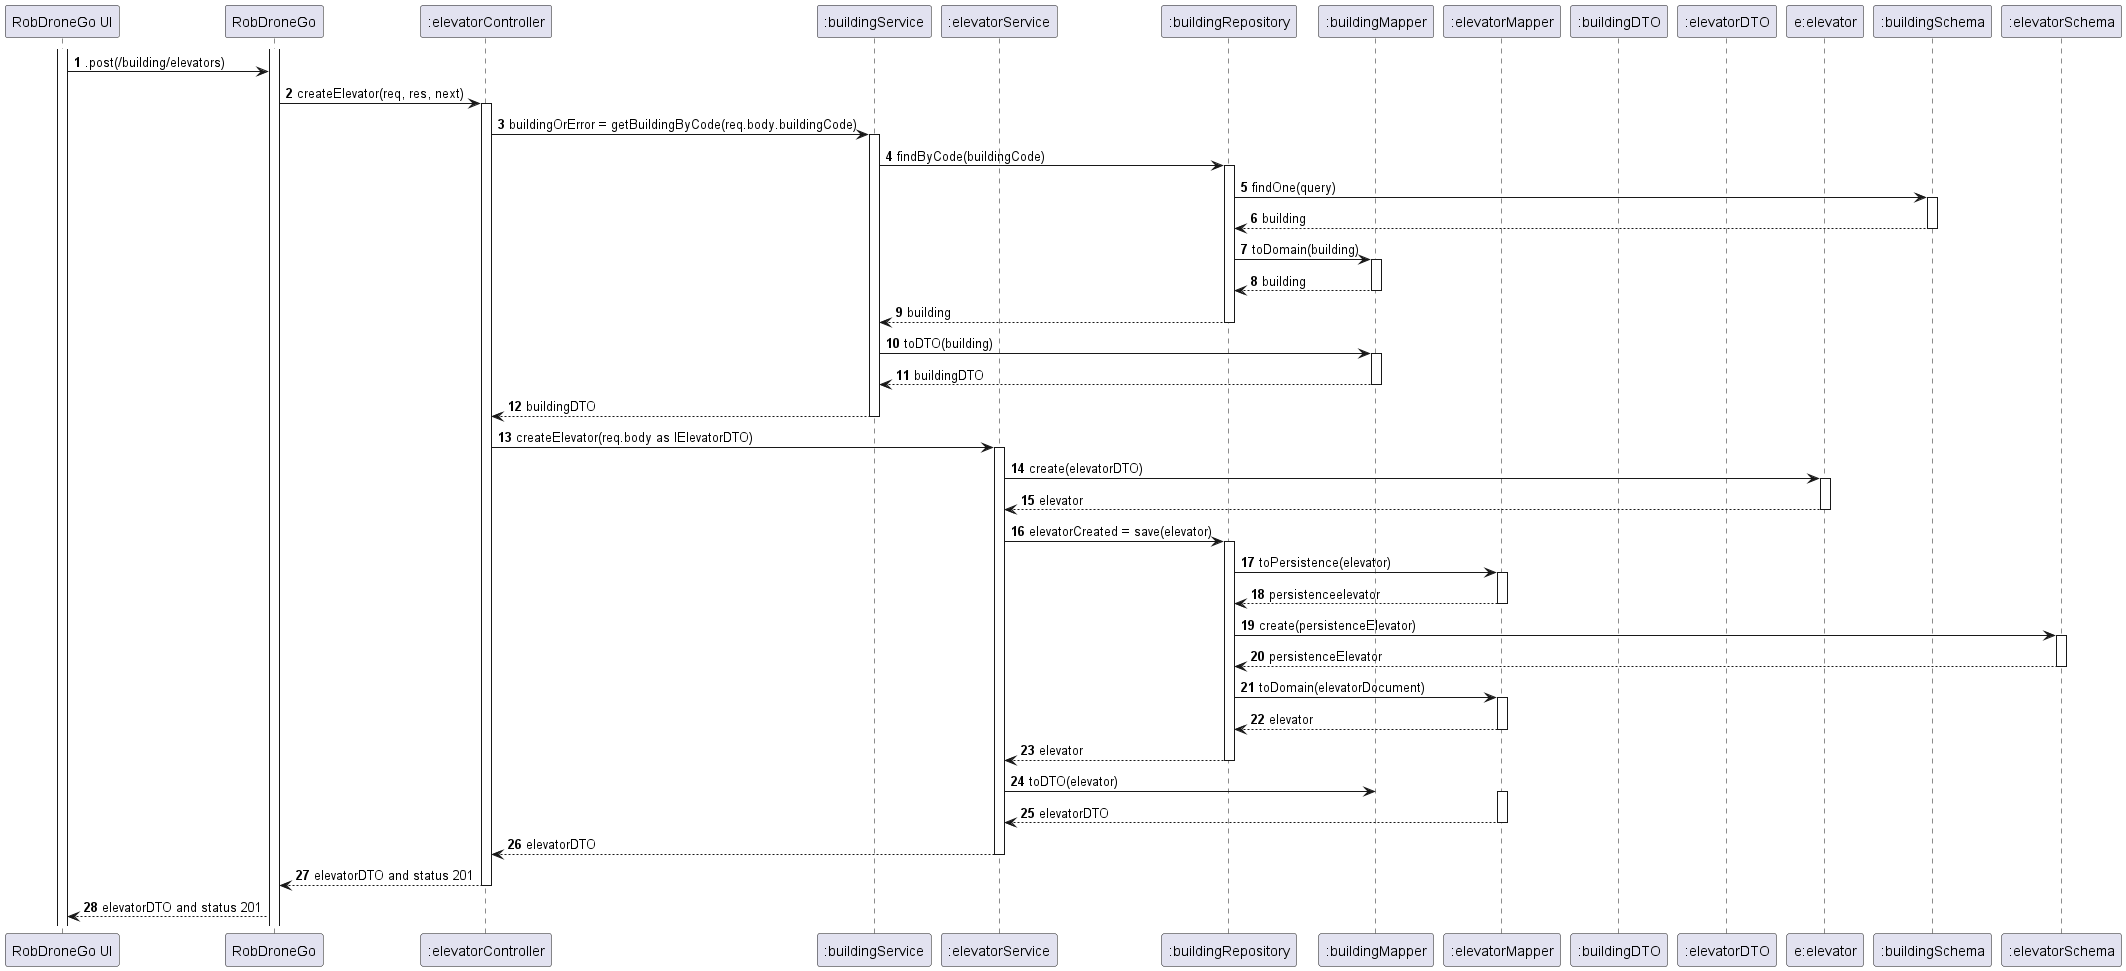 RobDroneGo UI
RobDroneGo
:elevatorController
:buildingService
:elevatorService
:buildingRepository
:buildingMapper
:elevatorMapper
:buildingDTO
:elevatorDTO
e:elevator
:buildingSchema
:elevatorSchema
1 .post(/building/elevators)
2 createElevator(req, res, next)
3 buildingOrError = getBuildingByCode(req.body.buildingCode)
4 findByCode(buildingCode)
5 findOne(query)
6 building
7 toDomain(building)
8 building
9 building
10 toDTO(building)
11 buildingDTO
12 buildingDTO
13 createElevator(req.body as IElevatorDTO)
14 create(elevatorDTO)
15 elevator
16 elevatorCreated = save(elevator)
17 toPersistence(elevator)
18 persistenceelevator
19 create(persistenceElevator)
20 persistenceElevator
21 toDomain(elevatorDocument)
22 elevator
23 elevator
24 toDTO(elevator)
25 elevatorDTO
26 elevatorDTO
27 elevatorDTO and status 201
28 elevatorDTO and status 201
RobDroneGo UI
RobDroneGo
:elevatorController
:buildingService
:elevatorService
:buildingRepository
:buildingMapper
:elevatorMapper
:buildingDTO
:elevatorDTO
e:elevator
:buildingSchema
:elevatorSchema